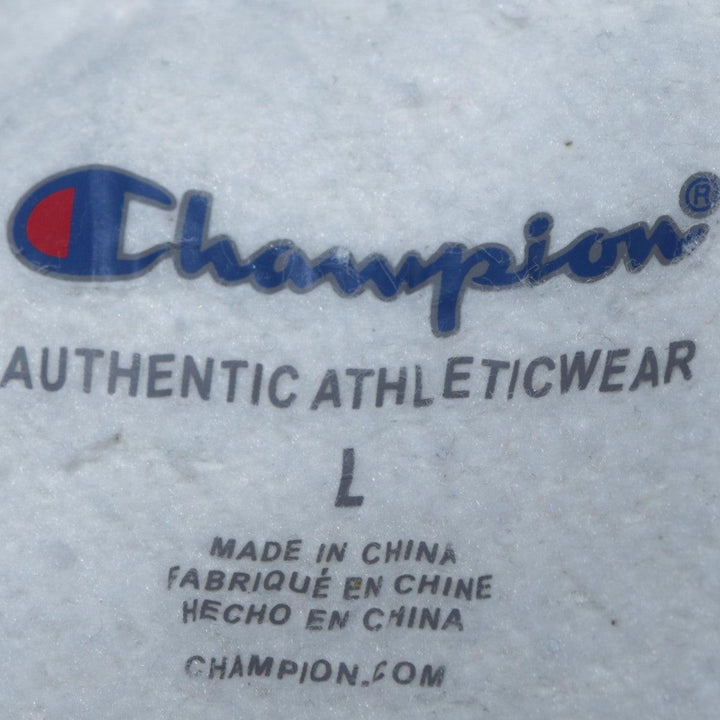 Champion®
AUTHENTIC ATHLETICWEAR
L
MADE IN CHINA
FABRIQUÉ EN CHINE
HECHO EN CHINA
CHAMPION.COM